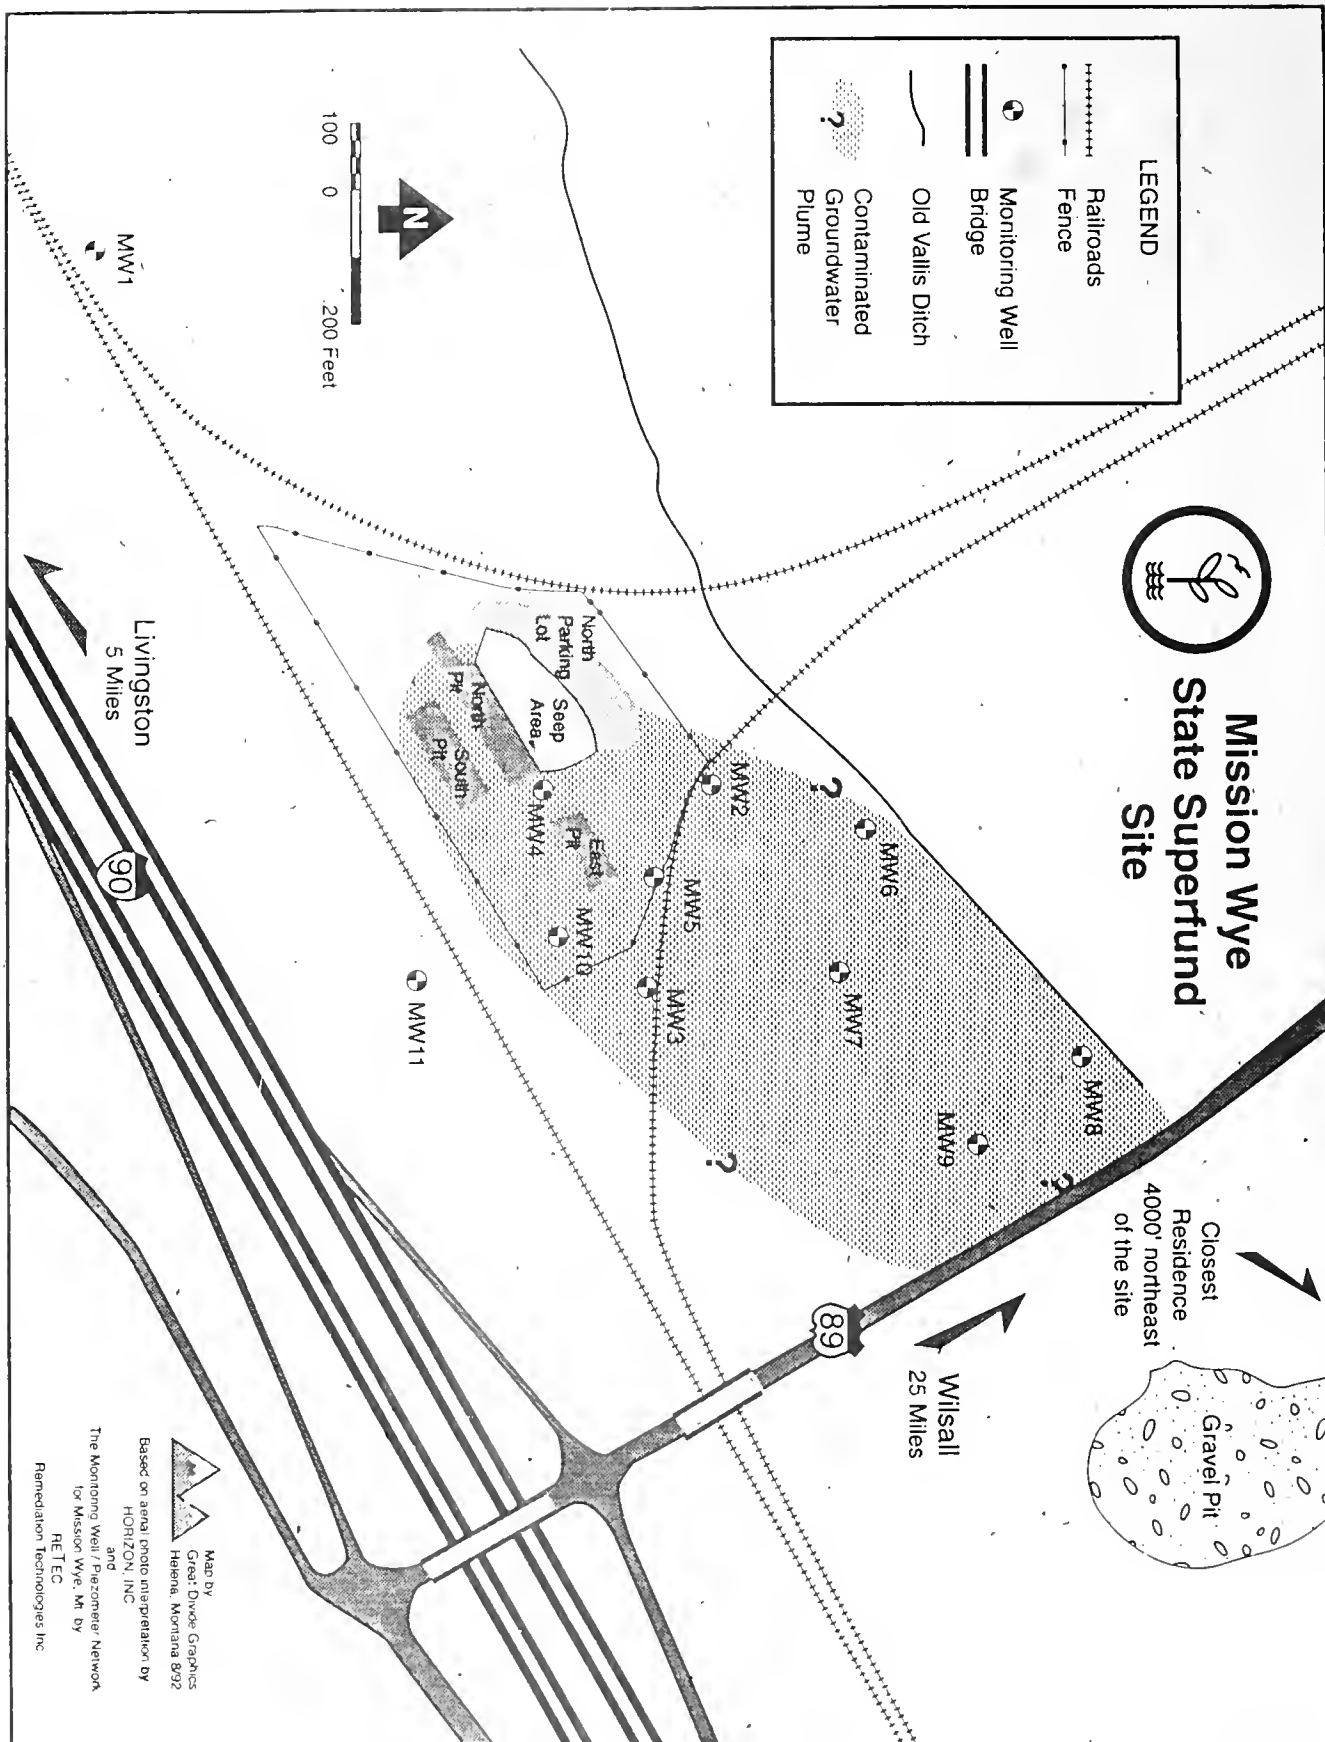 Mission Wye
State Superfund
Site
LEGEND
Railroads
Fence
Monitoring Well
Bridge
Old Vallis Ditch
?
Contaminated
Groundwater
Plume
N
100 0 200 Feet
Closest
Residence
4000' northeast
of the site
Gravel Pit
Wilsall
25 Miles
89
?
MW8
MW9
MW6
?
MW7
MW2
MW5
MW3
?
North
Parking
Lot
Seep
Area
North
Pit
South
Pit
East
Pit
MW4
MW10
MW11
MW1
Livingston
5 Miles
90
Map by
Great Divide Graphics
Helena, Montana 8/92
Based on aerial photo interpretation by
HORIZON, INC
and
The Monitoring Well / Piezometer Network
for Mission Wye, Mt. by
RETEC
Remediation Technologies Inc